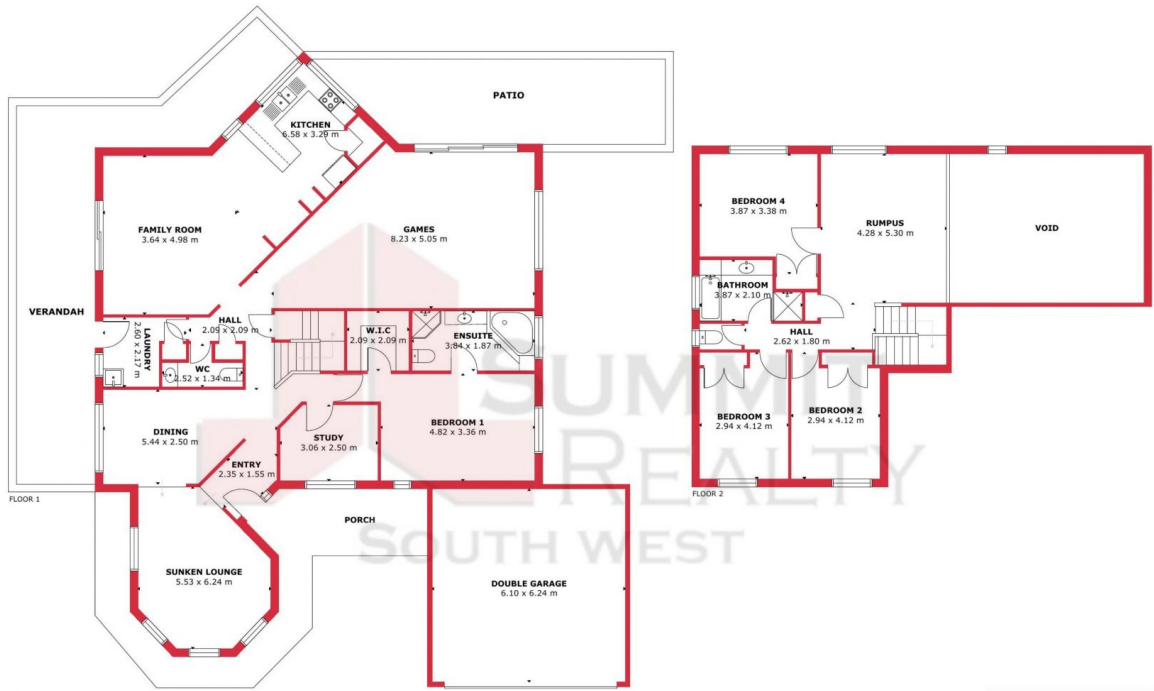 PATIO
KITCHEN
6.58 x 3.29 m
FAMILY ROOM
3.64 x 4.98 m
GAMES
8.23 x 5.05 m
VERANDAH
HALL
2.09 x 2.09 m
LAUNDRY
2.60 x 2.17 m
WC
2.52 x 1.34 m
W.I.C
2.09 x 2.09 m
ENSUITE
3.84 x 1.87 m
DINING
5.44 x 2.50 m
STUDY
3.06 x 2.50 m
BEDROOM 1
4.82 x 3.36 m
ENTRY
2.35 x 1.55 m
FLOOR 1
PORCH
SUNKEN LOUNGE
5.53 x 6.24 m
DOUBLE GARAGE
6.10 x 6.24 m
BEDROOM 4
3.87 x 3.38 m
RUMPUS
4.28 x 5.30 m
VOID
BATHROOM
3.87 x 2.10 m
HALL
2.62 x 1.80 m
BEDROOM 3
2.94 x 4.12 m
BEDROOM 2
2.94 x 4.12 m
FLOOR 2
SUMMIT
REALTY
SOUTH WEST